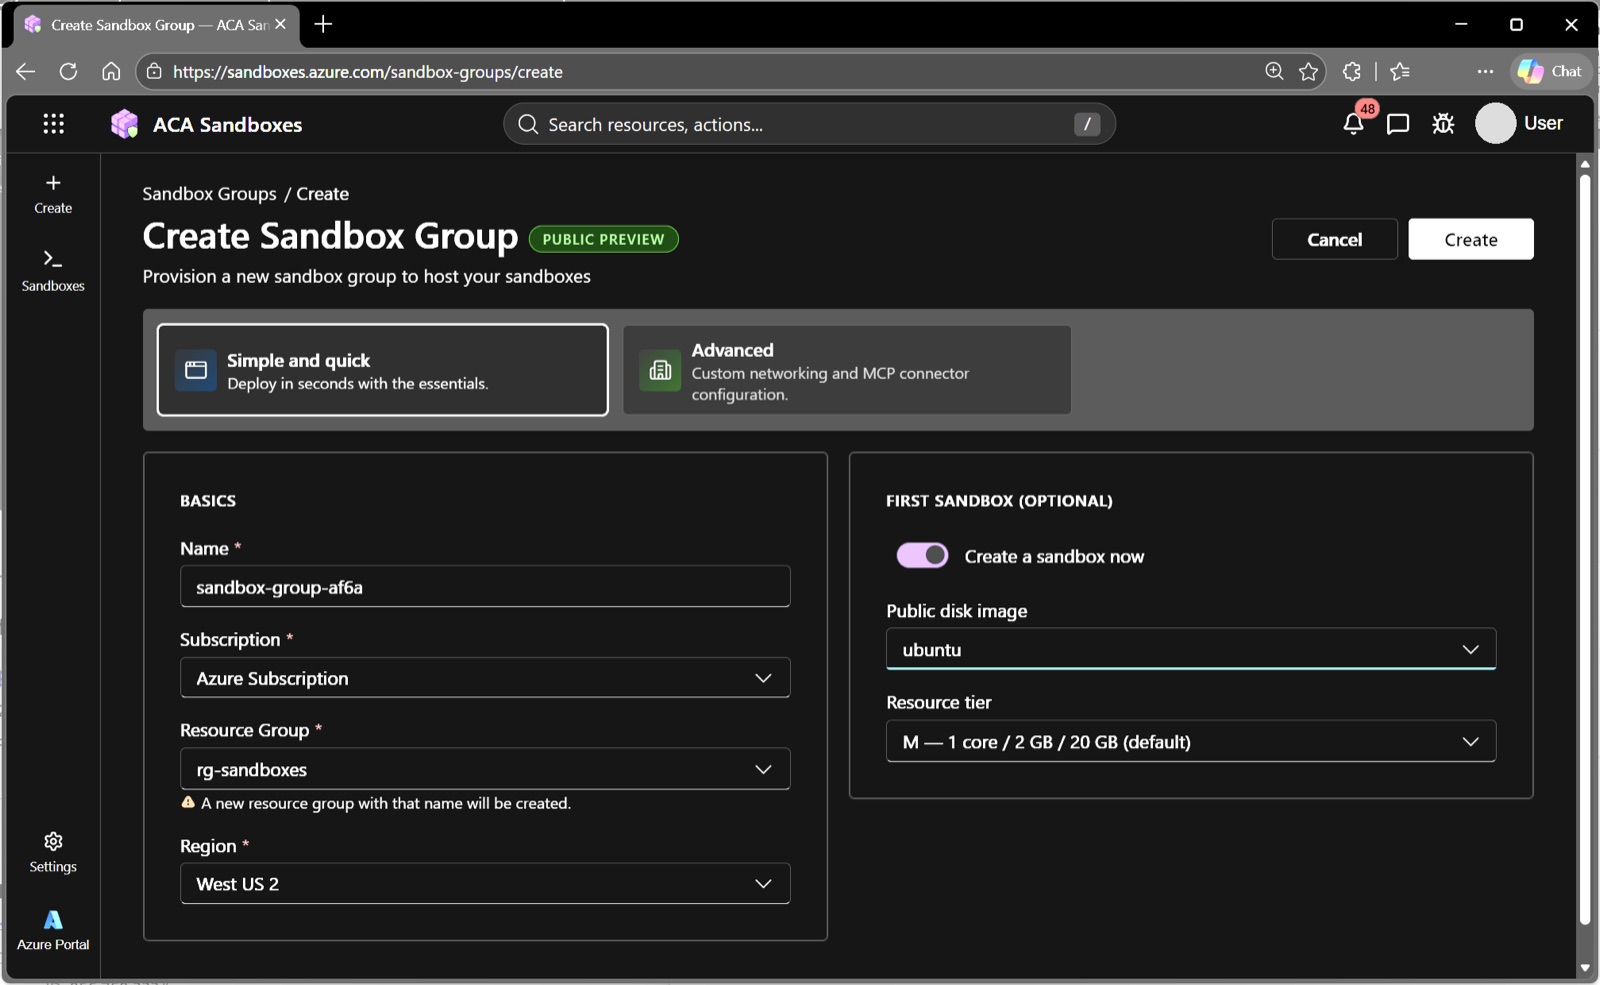 Create Sandbox Group — ACA San
https://sandboxes.azure.com/sandbox-groups/create
Chat
ACA Sandboxes
Search resources, actions...
/
48
User
Create
Sandboxes
Settings
Azure Portal
Sandbox Groups / Create
Create Sandbox Group
PUBLIC PREVIEW
Provision a new sandbox group to host your sandboxes
Cancel
Create
Simple and quick
Deploy in seconds with the essentials.
Advanced
Custom networking and MCP connector
configuration.
BASICS
Name *
sandbox-group-af6a
Subscription *
Azure Subscription
Resource Group *
rg-sandboxes
A new resource group with that name will be created.
Region *
West US 2
FIRST SANDBOX (OPTIONAL)
Create a sandbox now
Public disk image
ubuntu
Resource tier
M — 1 core / 2 GB / 20 GB (default)